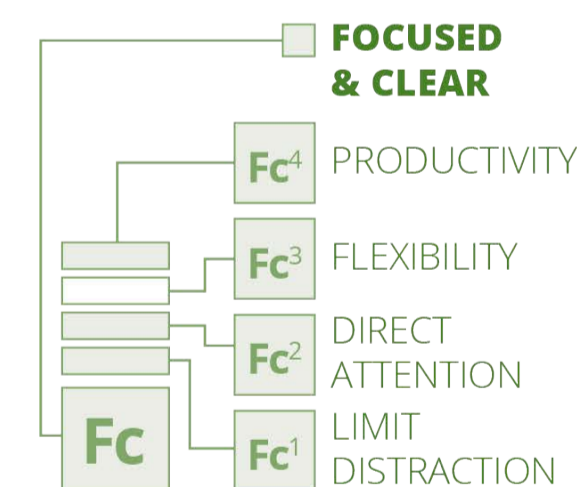 FOCUSED
& CLEAR
Fc⁴ PRODUCTIVITY
Fc³ FLEXIBILITY
Fc² DIRECT
ATTENTION
Fc
Fc¹ LIMIT
DISTRACTION